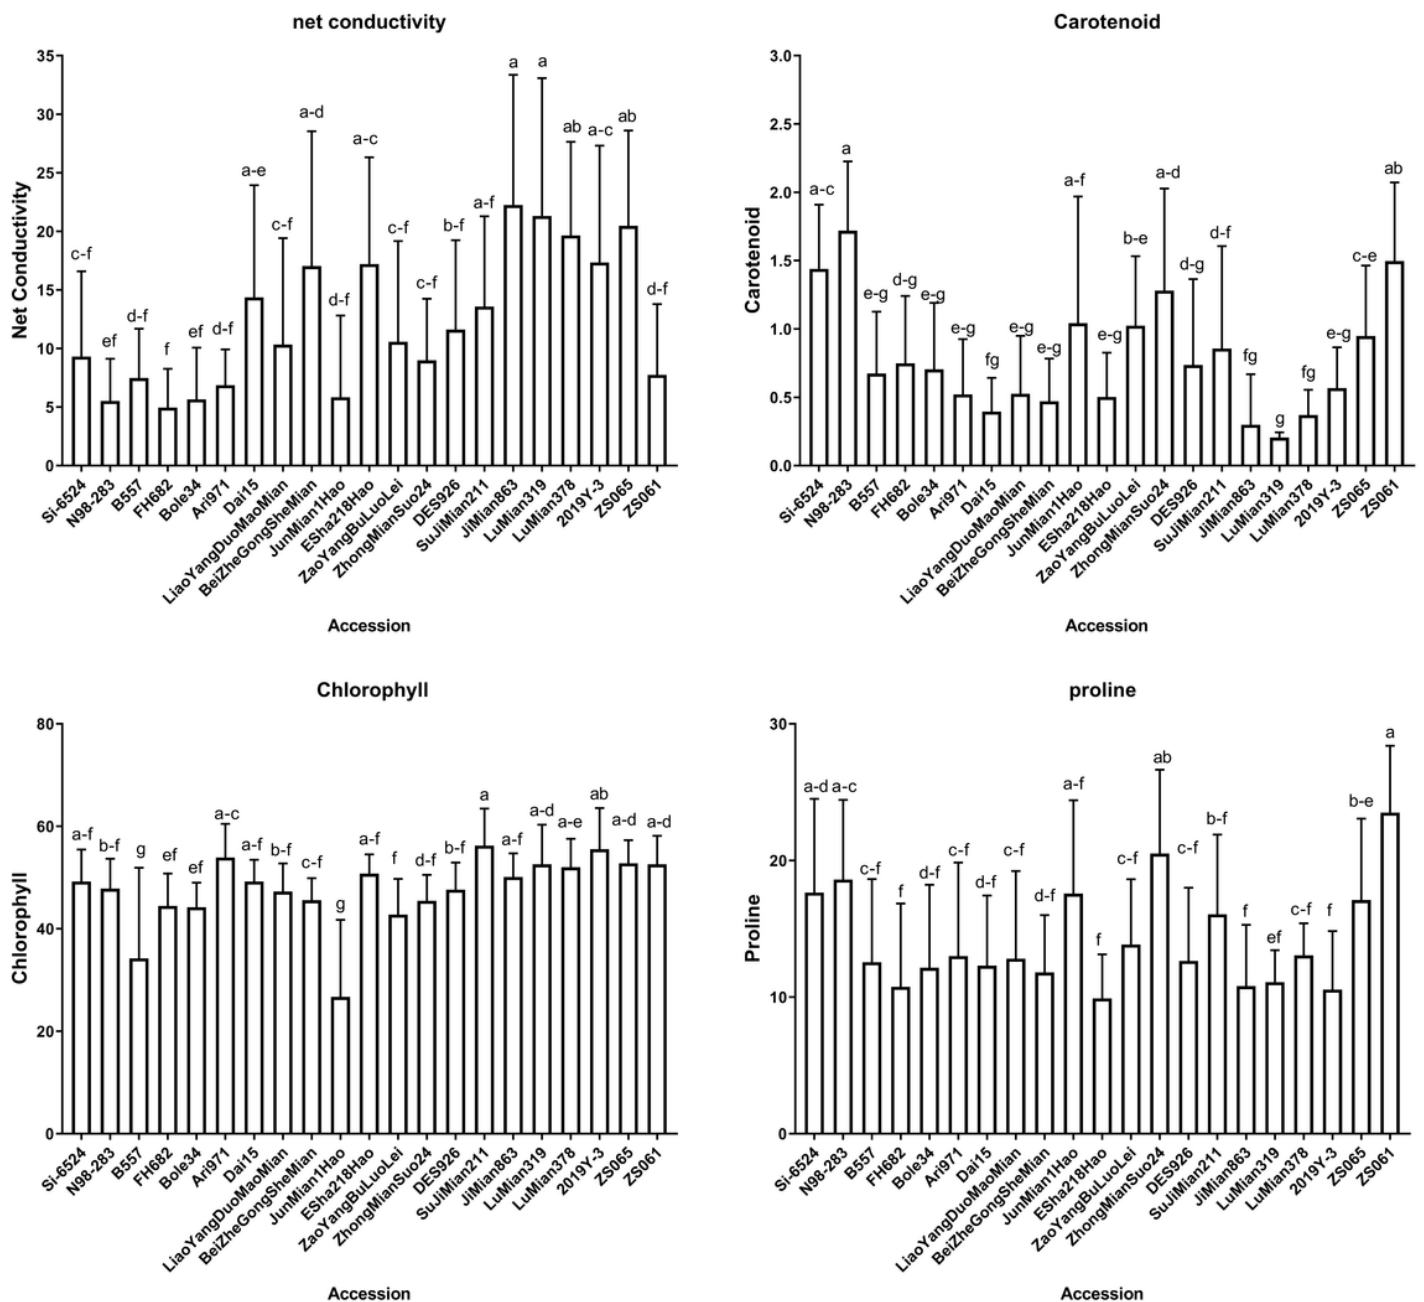 net conductivity
35
30
25
20
15
10
5
0
Net Conductivity
c-f
ef
d-f
f
ef
d-f
a-e
c-f
a-d
d-f
a-c
c-f
c-f
b-f
a-f
a
a
ab
a-c
ab
d-f
Si-6524
N98-283
B557
FH682
Bole34
Ari971
Dai15
LiaoYangDuoMaoMian
BeiZheGongSheMian
JunMian1Hao
ESha218Hao
ZaoYangBuLuoLei
ZhongMianSuo24
DES926
SuJiMian211
JiMian863
LuMian319
LuMian378
2019Y-3
ZS065
ZS061
Accession
Carotenoid
3.0
2.5
2.0
1.5
1.0
0.5
0.0
Carotenoid
a-c
a
e-g
d-g
e-g
e-g
fg
e-g
e-g
a-f
e-g
b-e
a-d
d-g
d-f
fg
g
fg
e-g
c-e
ab
Si-6524
N98-283
B557
FH682
Bole34
Ari971
Dai15
LiaoYangDuoMaoMian
BeiZheGongSheMian
JunMian1Hao
ESha218Hao
ZaoYangBuLuoLei
ZhongMianSuo24
DES926
SuJiMian211
JiMian863
LuMian319
LuMian378
2019Y-3
ZS065
ZS061
Accession
Chlorophyll
80
60
40
20
0
Chlorophyll
a-f
b-f
g
ef
ef
a-c
a-f
b-f
c-f
g
a-f
f
d-f
b-f
a
a-f
a-d
a-e
ab
a-d
a-d
Si-6524
N98-283
B557
FH682
Bole34
Ari971
Dai15
LiaoYangDuoMaoMian
BeiZheGongSheMian
JunMian1Hao
ESha218Hao
ZaoYangBuLuoLei
ZhongMianSuo24
DES926
SuJiMian211
JiMian863
LuMian319
LuMian378
2019Y-3
ZS065
ZS061
Accession
proline
30
20
10
0
Proline
a-d
a-c
c-f
f
d-f
c-f
d-f
c-f
d-f
a-f
f
c-f
ab
c-f
b-f
f
ef
c-f
f
b-e
a
Si-6524
N98-283
B557
FH682
Bole34
Ari971
Dai15
LiaoYangDuoMaoMian
BeiZheGongSheMian
JunMian1Hao
ESha218Hao
ZaoYangBuLuoLei
ZhongMianSuo24
DES926
SuJiMian211
JiMian863
LuMian319
LuMian378
2019Y-3
ZS065
ZS061
Accession